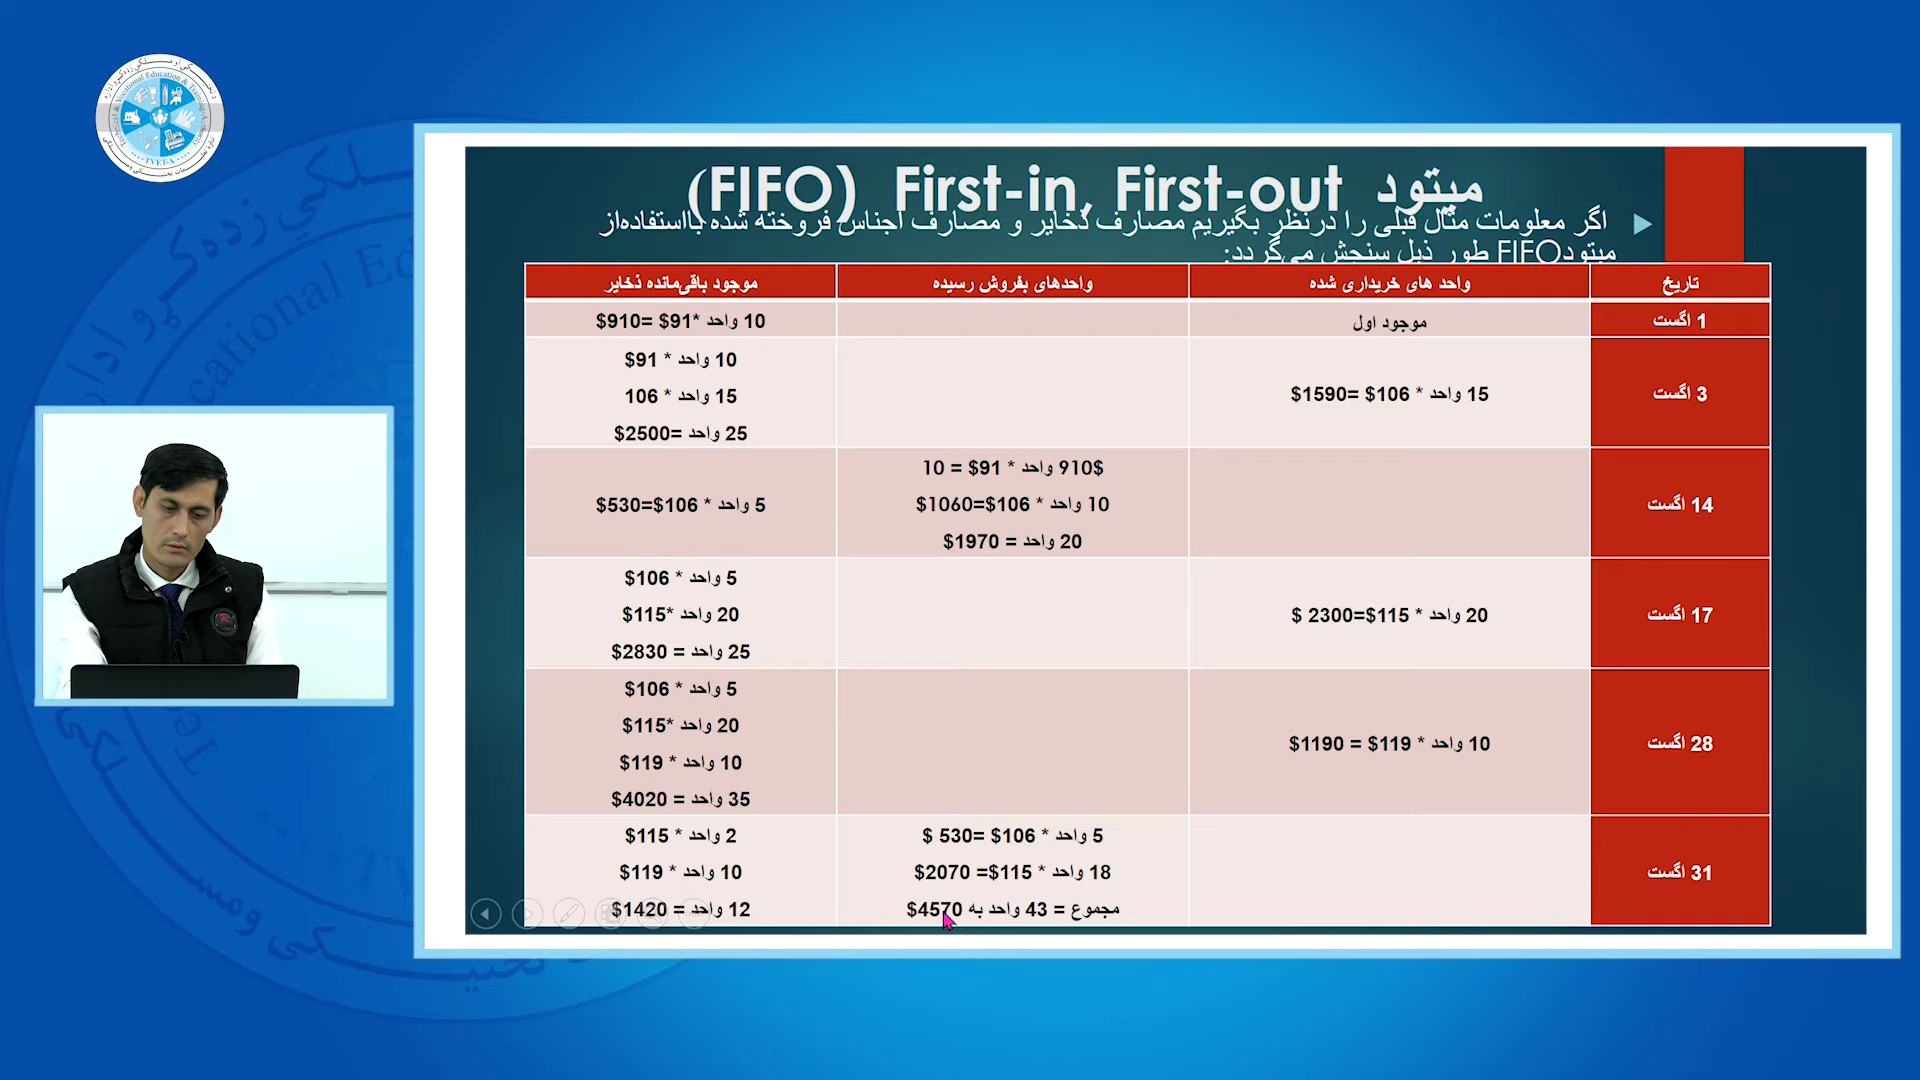 Technical & Vocational Education & Training Authority
TVET-A
میتود First-in, First-out (FIFO)
اگر معلومات مثال قبلی را درنظر بگیریم مصارف ذخایر و مصارف اجناس فروخته شده بااستفاده‌از
میتودFIFO طور ذیل سنجش می‌گردد:
تاریخ واحد های خریداری شده واحدهای بفروش رسیده موجود باقی‌مانده ذخایر
1 اگست موجود اول 10 واحد *91$ =910$
3 اگست 15 واحد * 106$ =1590$
10 واحد * 91$
15 واحد * 106
25 واحد =2500$
14 اگست
910$ واحد * 91$ = 10
10 واحد * 106$=1060$
20 واحد = 1970$
5 واحد * 106$=530$
17 اگست 20 واحد * 115$=2300 $
5 واحد * 106$
20 واحد *115$
25 واحد = 2830$
28 اگست 10 واحد * 119$ = 1190$
5 واحد * 106$
20 واحد *115$
10 واحد * 119$
35 واحد = 4020$
31 اگست
5 واحد * 106$ =530 $
18 واحد * 115$= 2070$
مجموع = 43 واحد به 4570$
2 واحد * 115$
10 واحد * 119$
12 واحد = 1420$